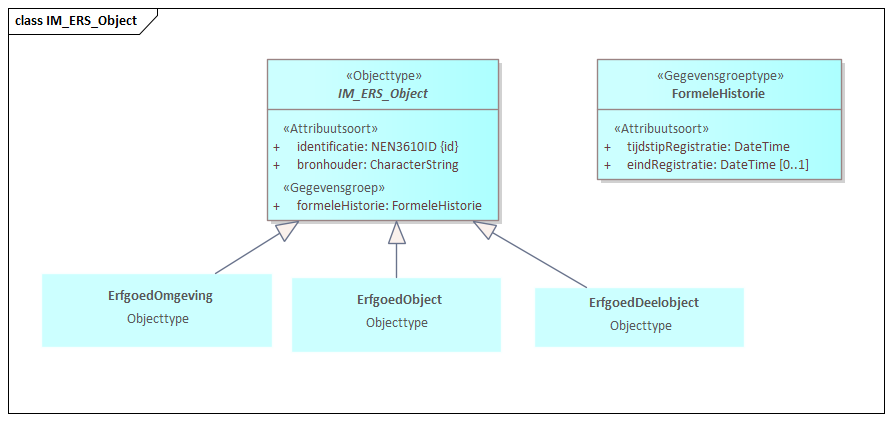 class IM_ERS_Object
«Objecttype»
IM_ERS_Object
«Attribuutsoort»
+ identificatie: NEN3610ID {id}
+ bronhouder: CharacterString
«Gegevensgroep»
+ formeleHistorie: FormeleHistorie
«Gegevensgroeptype»
FormeleHistorie
«Attribuutsoort»
+ tijdstipRegistratie: DateTime
+ eindRegistratie: DateTime [0..1]
ErfgoedOmgeving
Objecttype
ErfgoedObject
Objecttype
ErfgoedDeelobject
Objecttype